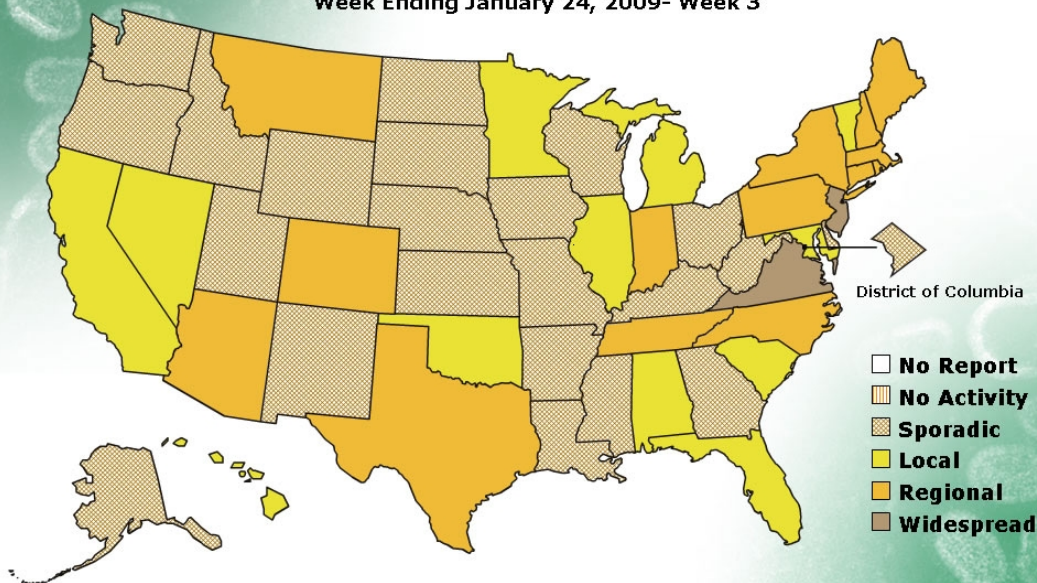 Week Ending January 24, 2009- Week 3
District of Columbia
No Report
No Activity
Sporadic
Local
Regional
Widespread